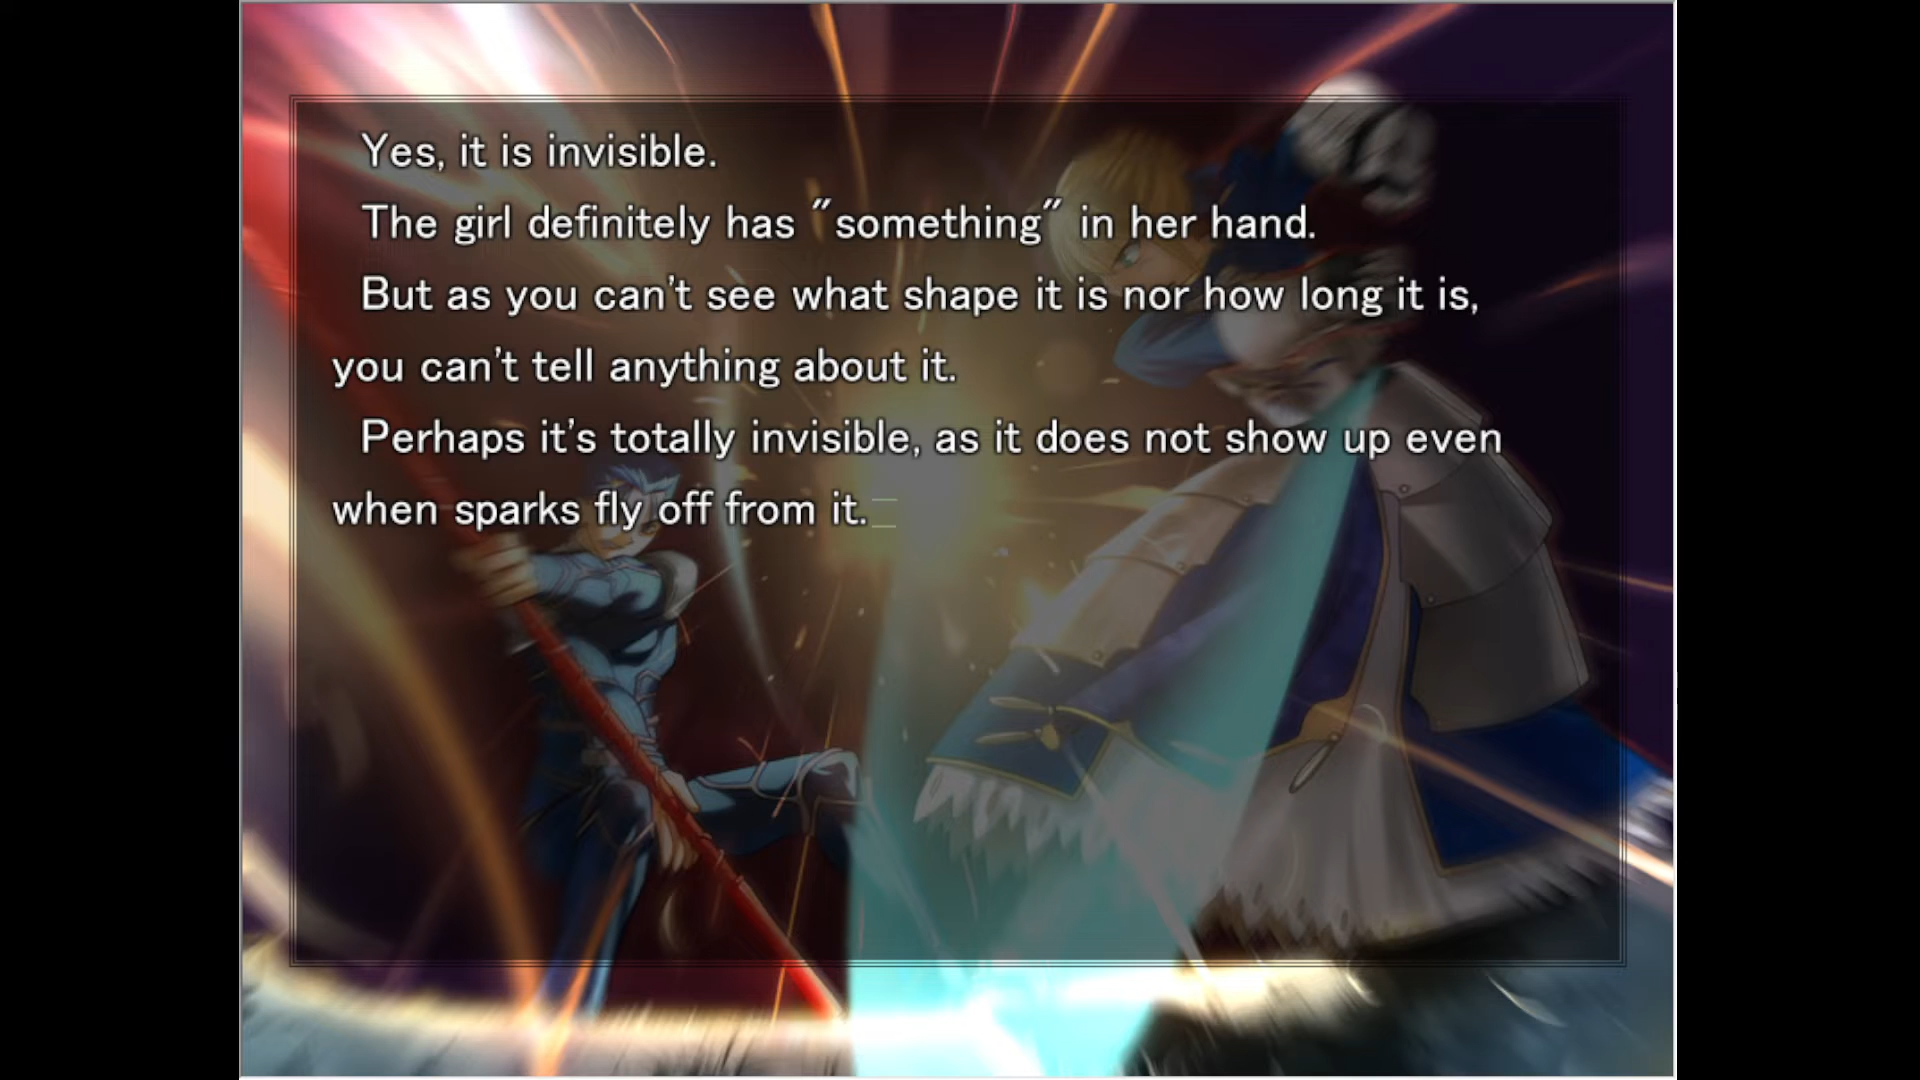 Yes, it is invisible.
The girl definitely has "something" in her hand.
But as you can't see what shape it is nor how long it is,
you can't tell anything about it.
Perhaps it's totally invisible, as it does not show up even
when sparks fly off from it.